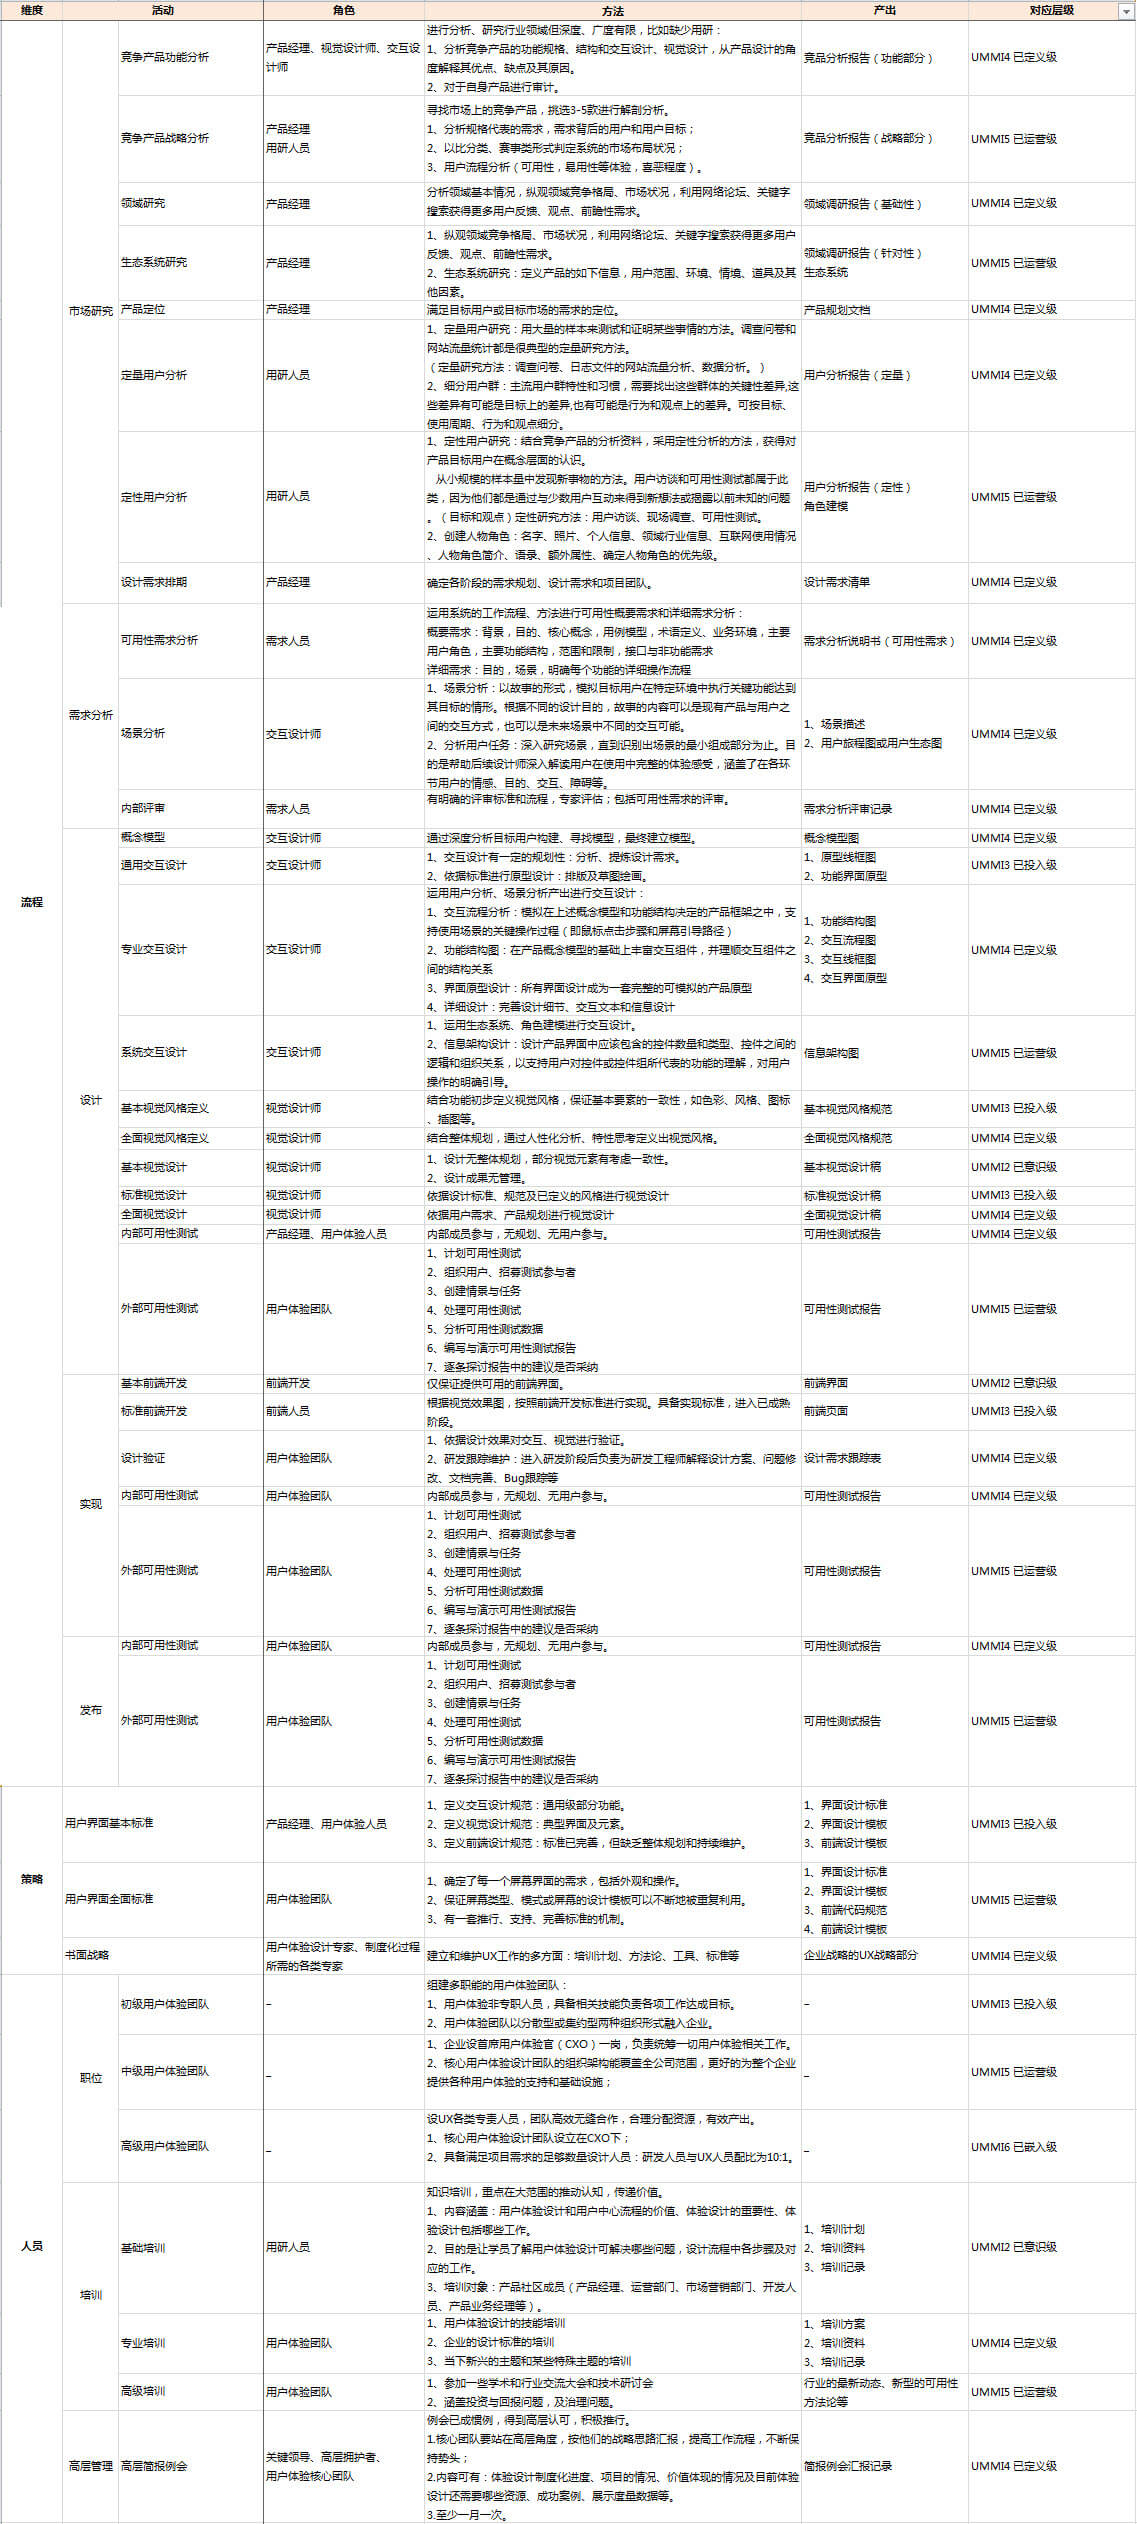 维度 活动 角色 方法 产出 对应层级
流程
市场研究
竞争产品功能分析
产品经理、视觉设计师、交互设
计师
进行分析、研究行业领域但深度、广度有限，比如缺少用研：
1、分析竞争产品的功能规格、结构和交互设计、视觉设计，从产品设计的角
度解释其优点、缺点及其原因。
2、对于自身产品进行审计。
竞品分析报告（功能部分）
UMMI4 已定义级
竞争产品战略分析
产品经理
用研人员
寻找市场上的竞争产品，挑选3-5款进行解剖分析。
1、分析规格代表的需求，需求背后的用户和用户目标；
2、以比分类、赛事类形式判定系统的市场布局状况；
3、用户流程分析（可用性，易用性等体验，喜恶程度）。
竞品分析报告（战略部分）
UMMI5 已运营级
领域研究
产品经理
分析领域基本情况，纵观领域竞争格局、市场状况，利用网络论坛、关键字
搜索获得更多用户反馈、观点、前瞻性需求。
领域调研报告（基础性）
UMMI4 已定义级
生态系统研究
产品经理
1、纵观领域竞争格局、市场状况，利用网络论坛、关键字搜索获得更多用户
反馈、观点、前瞻性需求。
2、生态系统研究：定义产品的如下信息，用户范围、环境、情境、道具及其
他因素。
领域调研报告（针对性）
生态系统
UMMI5 已运营级
产品定位
产品经理
满足目标用户或目标市场的需求的定位。
产品规划文档
UMMI4 已定义级
定量用户分析
用研人员
1、定量用户研究：用大量的样本来测试和证明某些事情的方法。调查问卷和
网站流量统计都是很典型的定量研究方法。
（定量研究方法：调查问卷、日志文件的网站流量分析、数据分析。）
2、细分用户群：主流用户群特性和习惯，需要找出这些群体的关键性差异,这
些差异有可能是目标上的差异,也有可能是行为和观点上的差异。可按目标、
使用周期、行为和观点细分。
用户分析报告（定量）
UMMI4 已定义级
定性用户分析
用研人员
1、定性用户研究：结合竞争产品的分析资料，采用定性分析的方法，获得对
产品目标用户在概念层面的认识。
从小规模的样本量中发现新事物的方法。用户访谈和可用性测试都属于此
类，因为他们都是通过与少数用户互动来得到新想法或揭露以前未知的问题
。（目标和观点）定性研究方法：用户访谈、现场调查、可用性测试。
2、创建人物角色：名字、照片、个人信息、领域行业信息、互联网使用情况
、人物角色简介、语录、额外属性、确定人物角色的优先级。
用户分析报告（定性）
角色建模
UMMI5 已运营级
设计需求排期
产品经理
确定各阶段的需求规划、设计需求和项目团队。
设计需求清单
UMMI4 已定义级
需求分析
可用性需求分析
需求人员
运用系统的工作流程、方法进行可用性概要需求和详细需求分析：
概要需求：背景，目的、核心概念，用例模型，术语定义、业务环境，主要
用户角色，主要功能结构，范围和限制，接口与非功能需求
详细需求：目的，场景，明确每个功能的详细操作流程
需求分析说明书（可用性需求）
UMMI4 已定义级
场景分析
交互设计师
1、场景分析：以故事的形式，模拟目标用户在特定环境中执行关键功能达到
其目标的情形。根据不同的设计目的，故事的内容可以是现有产品与用户之
间的交互方式，也可以是未来场景中不同的交互可能。
2、分析用户任务：深入研究场景，直到识别出场景的最小组成部分为止。目
的是帮助后续设计师深入解读用户在使用中完整的体验感受，涵盖了在各环
节用户的情感、目的、交互、障碍等。
1、场景描述
2、用户旅程图或用户生态图
UMMI4 已定义级
内部评审
需求人员
有明确的评审标准和流程，专家评估；包括可用性需求的评审。
需求分析评审记录
UMMI4 已定义级
设计
概念模型
交互设计师
通过深度分析目标用户构建、寻找模型，最终建立模型。
概念模型图
UMMI4 已定义级
通用交互设计
交互设计师
1、交互设计有一定的规划性：分析、提炼设计需求。
2、依据标准进行原型设计：排版及草图绘画。
1、原型线框图
2、功能界面原型
UMMI3 已投入级
专业交互设计
交互设计师
运用用户分析、场景分析产出进行交互设计：
1、交互流程分析：模拟在上述概念模型和功能结构决定的产品框架之中，支
持使用场景的关键操作过程（即鼠标点击步骤和屏幕引导路径）
2、功能结构图：在产品概念模型的基础上丰富交互组件，并理顺交互组件之
间的结构关系
3、界面原型设计：所有界面设计成为一套完整的可模拟的产品原型
4、详细设计：完善设计细节、交互文本和信息设计
1、功能结构图
2、交互流程图
3、交互线框图
4、交互界面原型
UMMI4 已定义级
系统交互设计
交互设计师
1、运用生态系统、角色建模进行交互设计。
2、信息架构设计：设计产品界面中应该包含的控件数量和类型、控件之间的
逻辑和组织关系，以支持用户对控件或控件组所代表的功能的理解，对用户
操作的明确引导。
信息架构图
UMMI5 已运营级
基本视觉风格定义
视觉设计师
结合功能初步定义视觉风格，保证基本要素的一致性，如色彩、风格、图标
、插图等。
基本视觉风格规范
UMMI3 已投入级
全面视觉风格定义
视觉设计师
结合整体规划，通过人性化分析、特性思考定义出视觉风格。
全面视觉风格规范
UMMI4 已定义级
基本视觉设计
视觉设计师
1、设计无整体规划，部分视觉元素有考虑一致性。
2、设计成果无管理。
基本视觉设计稿
UMMI2 已意识级
标准视觉设计
视觉设计师
依据设计标准、规范及已定义的风格进行视觉设计
标准视觉设计稿
UMMI3 已投入级
全面视觉设计
视觉设计师
依据用户需求、产品规划进行视觉设计
全面视觉设计稿
UMMI4 已定义级
内部可用性测试
产品经理、用户体验人员
内部成员参与，无规划、无用户参与。
可用性测试报告
UMMI4 已定义级
外部可用性测试
用户体验团队
1、计划可用性测试
2、组织用户、招募测试参与者
3、创建情景与任务
4、处理可用性测试
5、分析可用性测试数据
6、编写与演示可用性测试报告
7、逐条探讨报告中的建议是否采纳
可用性测试报告
UMMI5 已运营级
实现
基本前端开发
前端开发
仅保证提供可用的前端界面。
前端界面
UMMI2 已意识级
标准前端开发
前端人员
根据视觉效果图，按照前端开发标准进行实现。具备实现标准，进入已成熟
阶段。
前端页面
UMMI3 已投入级
设计验证
用户体验团队
1、依据设计效果对交互、视觉进行验证。
2、研发跟踪维护：进入研发阶段后负责为研发工程师解释设计方案、问题修
改、文档完善、Bug跟踪等
设计需求跟踪表
UMMI4 已定义级
内部可用性测试
用户体验团队
内部成员参与，无规划、无用户参与。
可用性测试报告
UMMI4 已定义级
外部可用性测试
用户体验团队
1、计划可用性测试
2、组织用户、招募测试参与者
3、创建情景与任务
4、处理可用性测试
5、分析可用性测试数据
6、编写与演示可用性测试报告
7、逐条探讨报告中的建议是否采纳
可用性测试报告
UMMI5 已运营级
发布
内部可用性测试
用户体验团队
内部成员参与，无规划、无用户参与。
可用性测试报告
UMMI4 已定义级
外部可用性测试
用户体验团队
1、计划可用性测试
2、组织用户、招募测试参与者
3、创建情景与任务
4、处理可用性测试
5、分析可用性测试数据
6、编写与演示可用性测试报告
7、逐条探讨报告中的建议是否采纳
可用性测试报告
UMMI5 已运营级
策略
用户界面基本标准
产品经理、用户体验人员
1、定义交互设计规范：通用级部分功能。
2、定义视觉设计规范：典型界面及元素。
3、定义前端设计规范：标准已完善，但缺乏整体规划和持续维护。
1、界面设计标准
2、界面设计模板
3、前端设计模板
UMMI3 已投入级
用户界面全面标准
用户体验团队
1、确定了每一个屏幕界面的需求，包括外观和操作。
2、保证屏幕类型、模式或屏幕的设计模板可以不断地被重复利用。
3、有一套推行、支持、完善标准的机制。
1、界面设计标准
2、界面设计模板
3、前端代码规范
4、前端设计模板
UMMI5 已运营级
书面战略
用户体验设计专家、制度化过程
所需的各类专家
建立和维护UX工作的多方面：培训计划、方法论、工具、标准等
企业战略的UX战略部分
UMMI4 已定义级
人员
职位
初级用户体验团队
–
组建多职能的用户体验团队：
1、用户体验非专职人员，具备相关技能负责各项工作达成目标。
2、用户体验团队以分散型或集约型两种组织形式融入企业。
–
UMMI3 已投入级
中级用户体验团队
–
1、企业设首席用户体验官（CXO）一岗，负责统筹一切用户体验相关工作。
2、核心用户体验设计团队的组织架构能覆盖全公司范围，更好的为整个企业
提供各种用户体验的支持和基础设施；
–
UMMI5 已运营级
高级用户体验团队
–
设UX各类专责人员，团队高效无缝合作，合理分配资源，有效产出。
1、核心用户体验设计团队设立在CXO下；
2、具备满足项目需求的足够数量设计人员：研发人员与UX人员配比为10:1。
–
UMMI6 已嵌入级
培训
基础培训
用研人员
知识培训，重点在大范围的推动认知，传递价值。
1、内容涵盖：用户体验设计和用户中心流程的价值、体验设计的重要性、体
验设计包括哪些工作。
2、目的是让学员了解用户体验设计可解决哪些问题，设计流程中各步骤及对
应的工作。
3、培训对象：产品社区成员（产品经理、运营部门、市场营销部门、开发人
员、产品业务经理等）。
1、培训计划
2、培训资料
3、培训记录
UMMI2 已意识级
专业培训
用户体验团队
1、用户体验设计的技能培训
2、企业的设计标准的培训
3、当下新兴的主题和某些特殊主题的培训
1、培训方案
2、培训资料
3、培训记录
UMMI4 已定义级
高级培训
用户体验团队
1、参加一些学术和行业交流大会和技术研讨会
2、涵盖投资与回报问题，及治理问题。
行业的最新动态、新型的可用性
方法论等
UMMI5 已运营级
高层管理
高层简报例会
关键领导、高层拥护者、
用户体验核心团队
例会已成惯例，得到高层认可，积极推行。
1.核心团队要站在高层角度，按他们的战略思路汇报，提高工作流程，不断保
持势头；
2.内容可有：体验设计制度化进度、项目的情况、价值体现的情况及目前体验
设计还需要哪些资源、成功案例、展示度量数据等。
3.至少一月一次。
简报例会汇报记录
UMMI4 已定义级